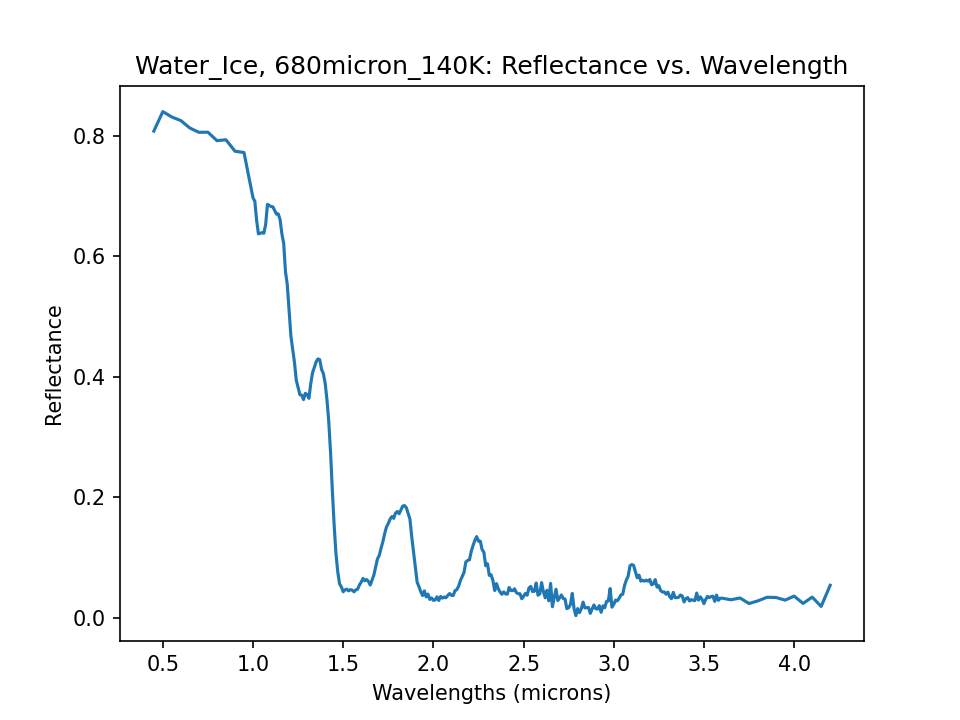 Water_Ice, 680micron_140K: Reflectance vs. Wavelength
Reflectance
0.8
0.6
0.4
0.2
0.0
0.5 1.0 1.5 2.0 2.5 3.0 3.5 4.0
Wavelengths (microns)